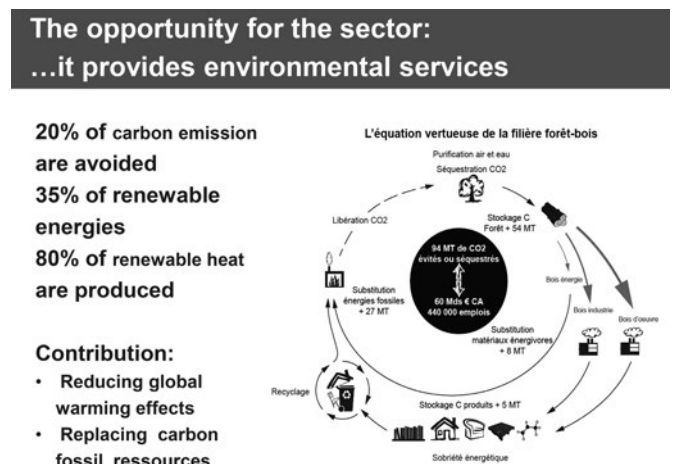 The opportunity for the sector:
…it provides environmental services
20% of carbon emission
are avoided
35% of renewable
energies
80% of renewable heat
are produced
Contribution:
• Reducing global
warming effects
• Replacing carbon
fossil ressources
L'équation vertueuse de la filière forêt-bois
Purification air et eau
Séquestration CO2
Libération CO2
Stockage C
Forêt + 54 MT
94 MT de CO2
évités ou séquestrés
60 Mds € CA
440 000 emplois
Bois énergie
Substitution
énergies fossiles
+ 27 MT
Bois industrie
Bois d'oeuvre
Substitution
matériaux énergivores
+ 8 MT
Recyclage
Stockage C produits + 5 MT
Sobriété énergétique